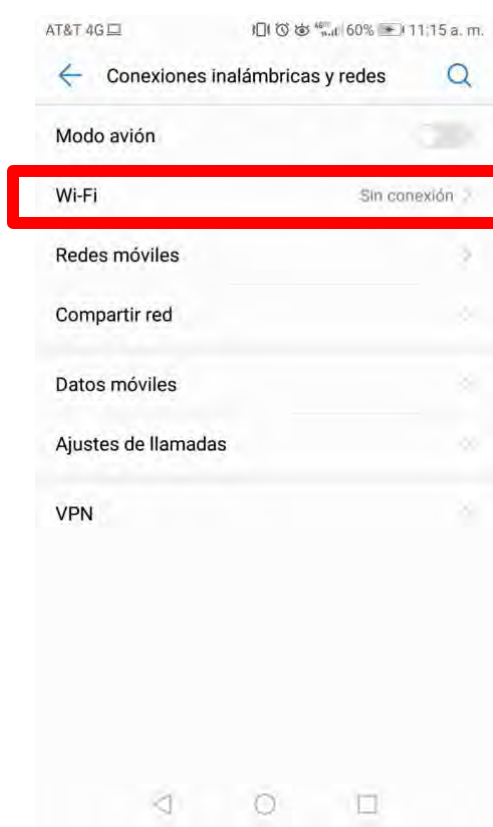 AT&T 4G 60% 11:15 a. m.
Conexiones inalámbricas y redes
Modo avión
Wi-Fi Sin conexión
Redes móviles
Compartir red
Datos móviles
Ajustes de llamadas
VPN